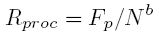 R_{proc} = F_p/N^b